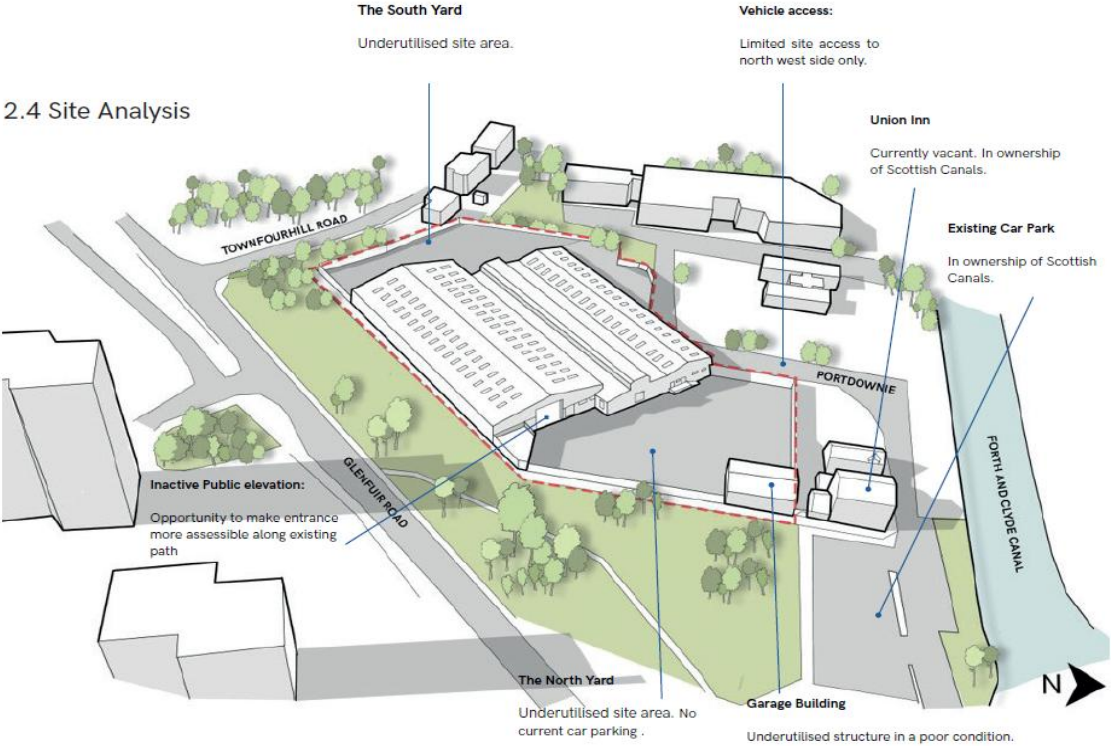 The South Yard
Underutilised site area.
Vehicle access:
Limited site access to
north west side only.
2.4 Site Analysis
Union Inn
Currently vacant. In ownership
of Scottish Canals.
Existing Car Park
In ownership of Scottish
Canals.
TOWNFOURHILL ROAD
PORTDOWNIE
FORTH AND CLYDE CANAL
GLENFUIR ROAD
Inactive Public elevation:
Opportunity to make entrance
more assessible along existing
path
The North Yard
Underutilised site area. No
current car parking .
Garage Building
Underutilised structure in a poor condition.
N